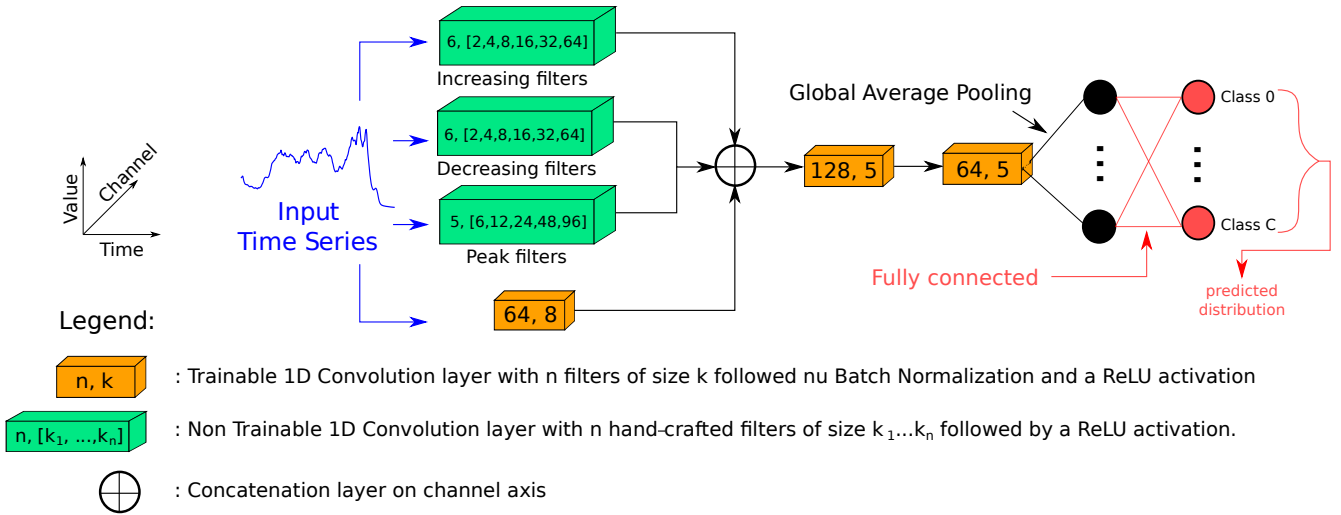 6, [2,4,8,16,32,64]
Increasing filters
6, [2,4,8,16,32,64]
Decreasing filters
5, [6,12,24,48,96]
Peak filters
64, 8
Input
Time Series
Value
Channel
Time
128, 5
64, 5
Global Average Pooling
Class 0
Class C
Fully connected
predicted
distribution
Legend:
n, k
: Trainable 1D Convolution layer with n filters of size k followed nu Batch Normalization and a ReLU activation
n, [k₁, ...,kₙ]
: Non Trainable 1D Convolution layer with n hand-crafted filters of size k₁...kₙ followed by a ReLU activation.
: Concatenation layer on channel axis